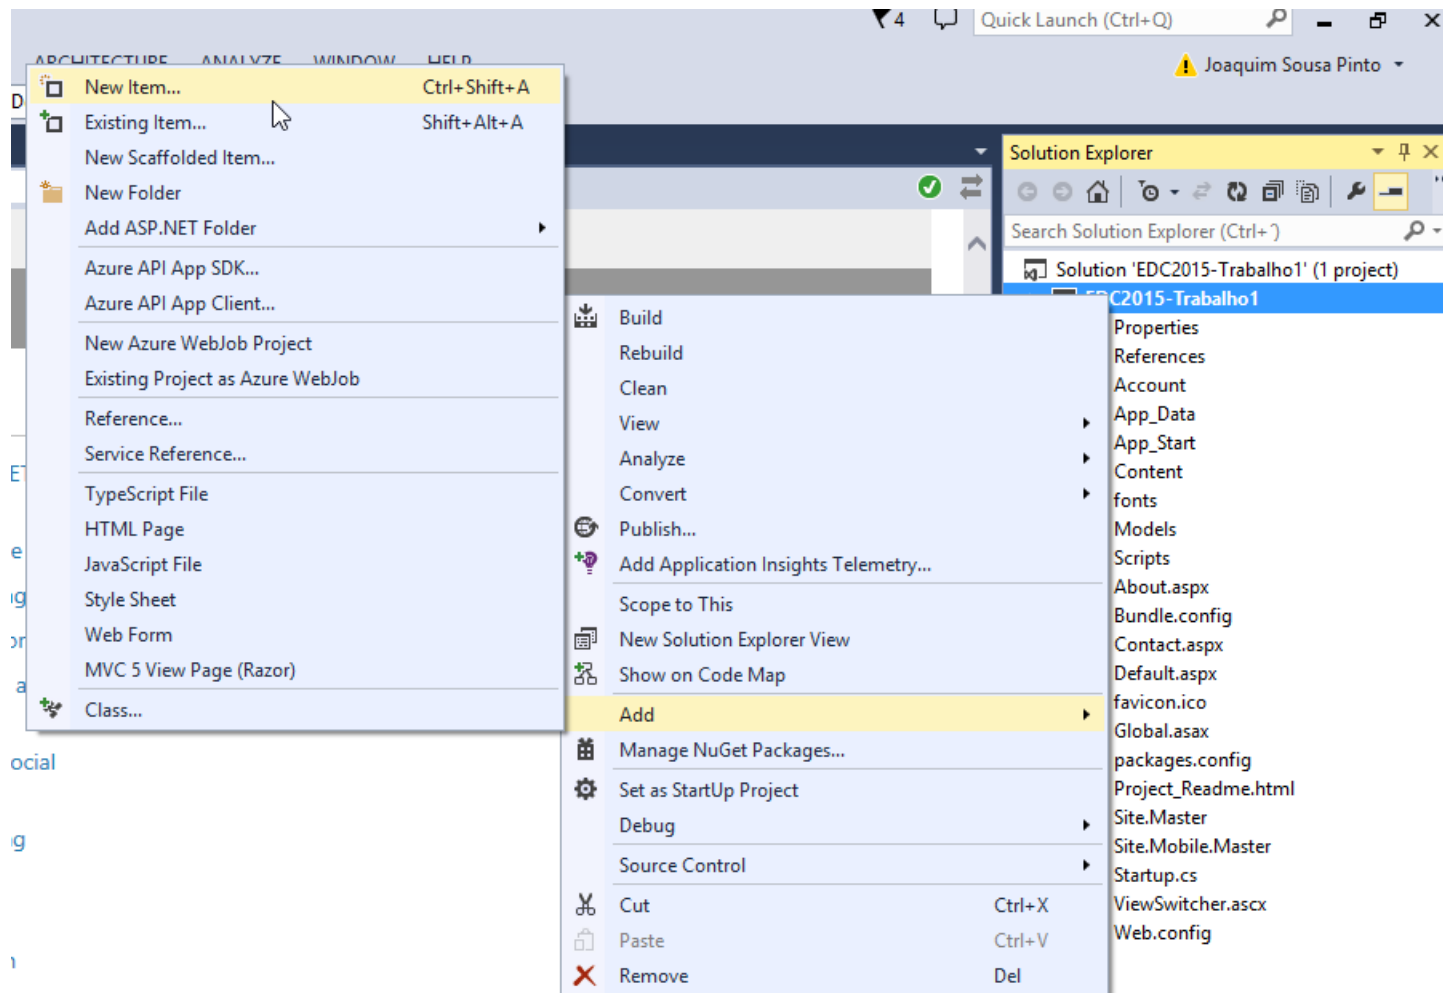 4 Quick Launch (Ctrl+Q)
ARCHITECTURE ANALYZE WINDOW HELP
Joaquim Sousa Pinto
New Item... Ctrl+Shift+A
Existing Item... Shift+Alt+A
New Scaffolded Item...
New Folder
Add ASP.NET Folder
Azure API App SDK...
Azure API App Client...
New Azure WebJob Project
Existing Project as Azure WebJob
Reference...
Service Reference...
TypeScript File
HTML Page
JavaScript File
Style Sheet
Web Form
MVC 5 View Page (Razor)
Class...
ocial
Build
Rebuild
Clean
View
Analyze
Convert
Publish...
Add Application Insights Telemetry...
Scope to This
New Solution Explorer View
Show on Code Map
Add
Manage NuGet Packages...
Set as StartUp Project
Debug
Source Control
Cut Ctrl+X
Paste Ctrl+V
Remove Del
Solution Explorer
Search Solution Explorer (Ctrl+´)
Solution 'EDC2015-Trabalho1' (1 project)
EDC2015-Trabalho1
Properties
References
Account
App_Data
App_Start
Content
fonts
Models
Scripts
About.aspx
Bundle.config
Contact.aspx
Default.aspx
favicon.ico
Global.asax
packages.config
Project_Readme.html
Site.Master
Site.Mobile.Master
Startup.cs
ViewSwitcher.ascx
Web.config